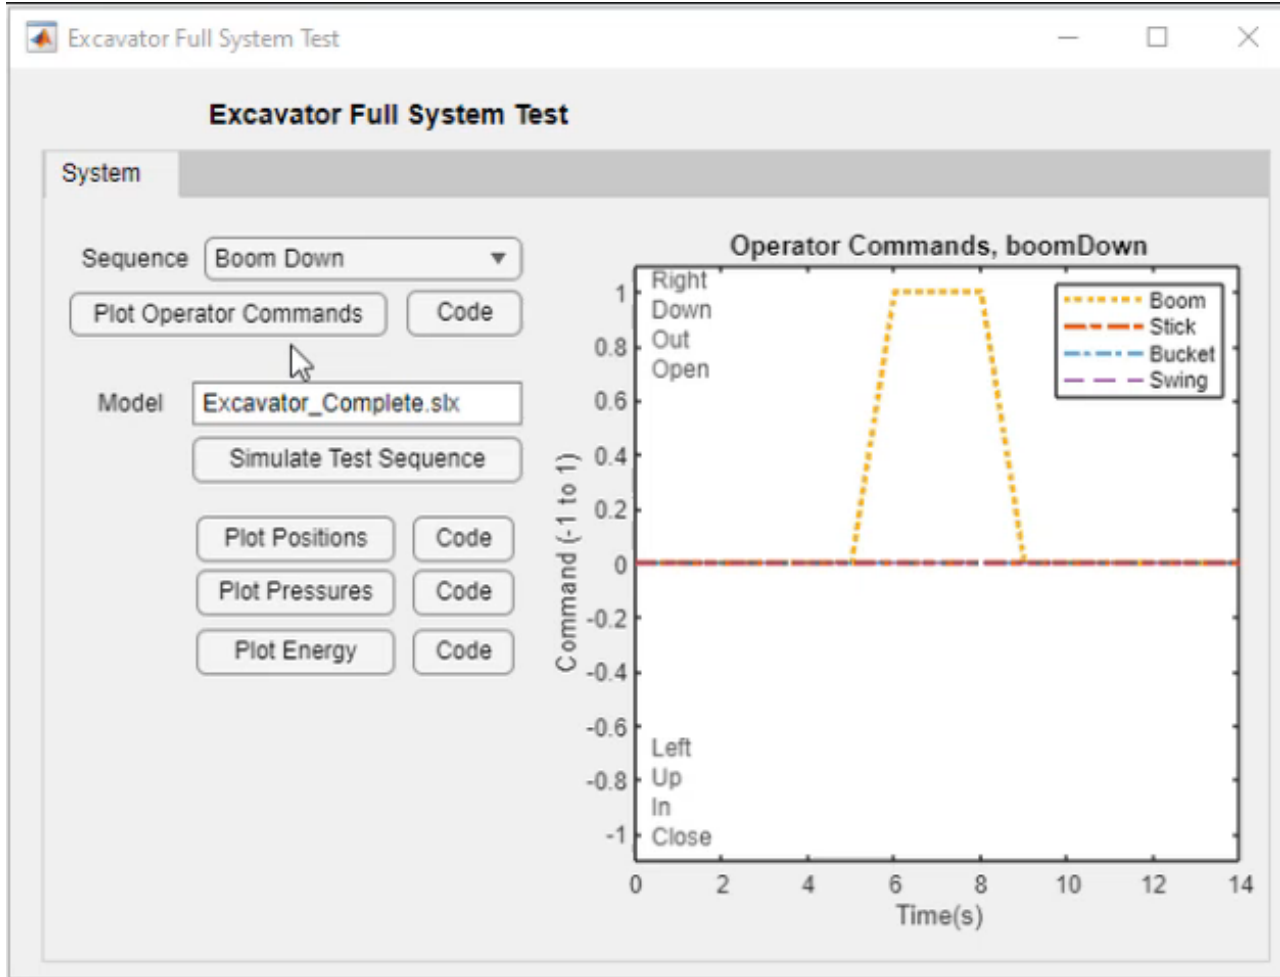 Excavator Full System Test
Excavator Full System Test
System
Sequence Boom Down
Plot Operator Commands Code
Model Excavator_Complete.slx
Simulate Test Sequence
Plot Positions Code
Plot Pressures Code
Plot Energy Code
Operator Commands, boomDown
Right
Down
Out
Open
Boom
Stick
Bucket
Swing
Command (-1 to 1)
1
0.8
0.6
0.4
0.2
0
-0.2
-0.4
-0.6
-0.8
-1
Left
Up
In
Close
0 2 4 6 8 10 12 14
Time(s)